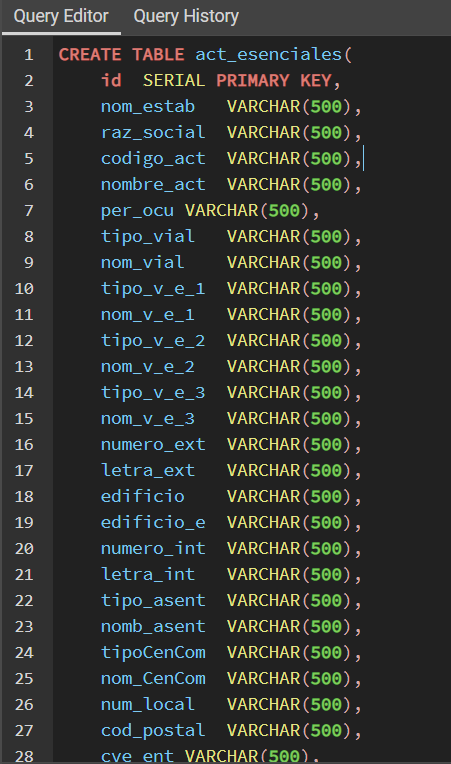 Query Editor Query History
1 CREATE TABLE act_esenciales(
2 id SERIAL PRIMARY KEY,
3 nom_estab VARCHAR(500),
4 raz_social VARCHAR(500),
5 codigo_act VARCHAR(500),
6 nombre_act VARCHAR(500),
7 per_ocu VARCHAR(500),
8 tipo_vial VARCHAR(500),
9 nom_vial VARCHAR(500),
10 tipo_v_e_1 VARCHAR(500),
11 nom_v_e_1 VARCHAR(500),
12 tipo_v_e_2 VARCHAR(500),
13 nom_v_e_2 VARCHAR(500),
14 tipo_v_e_3 VARCHAR(500),
15 nom_v_e_3 VARCHAR(500),
16 numero_ext VARCHAR(500),
17 letra_ext VARCHAR(500),
18 edificio VARCHAR(500),
19 edificio_e VARCHAR(500),
20 numero_int VARCHAR(500),
21 letra_int VARCHAR(500),
22 tipo_asent VARCHAR(500),
23 nomb_asent VARCHAR(500),
24 tipoCenCom VARCHAR(500),
25 nom_CenCom VARCHAR(500),
26 num_local VARCHAR(500),
27 cod_postal VARCHAR(500),
28 cve_ent VARCHAR(500),